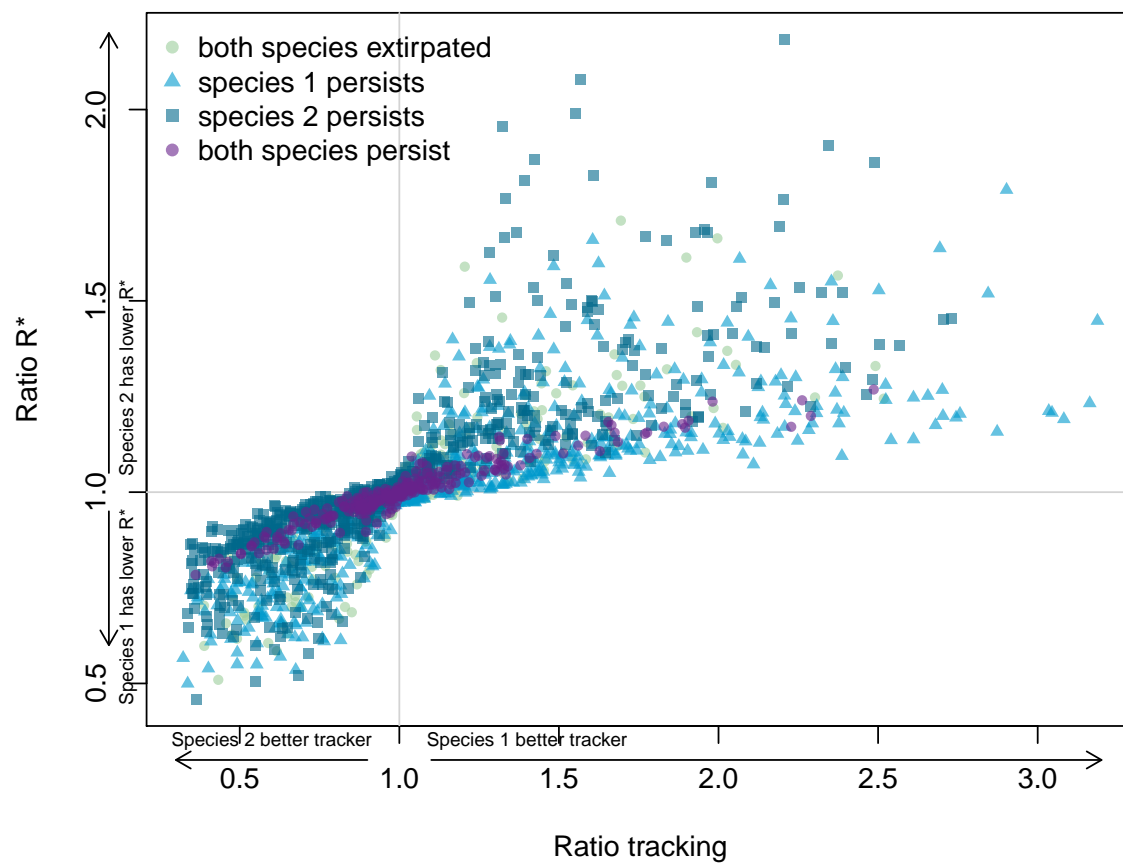 both species extirpated
species 1 persists
species 2 persists
both species persist
Ratio R*
Species 2 has lower R*
Species 1 has lower R*
2.0
1.5
1.0
0.5
Species 2 better tracker
Species 1 better tracker
0.5
1.0
1.5
2.0
2.5
3.0
Ratio tracking